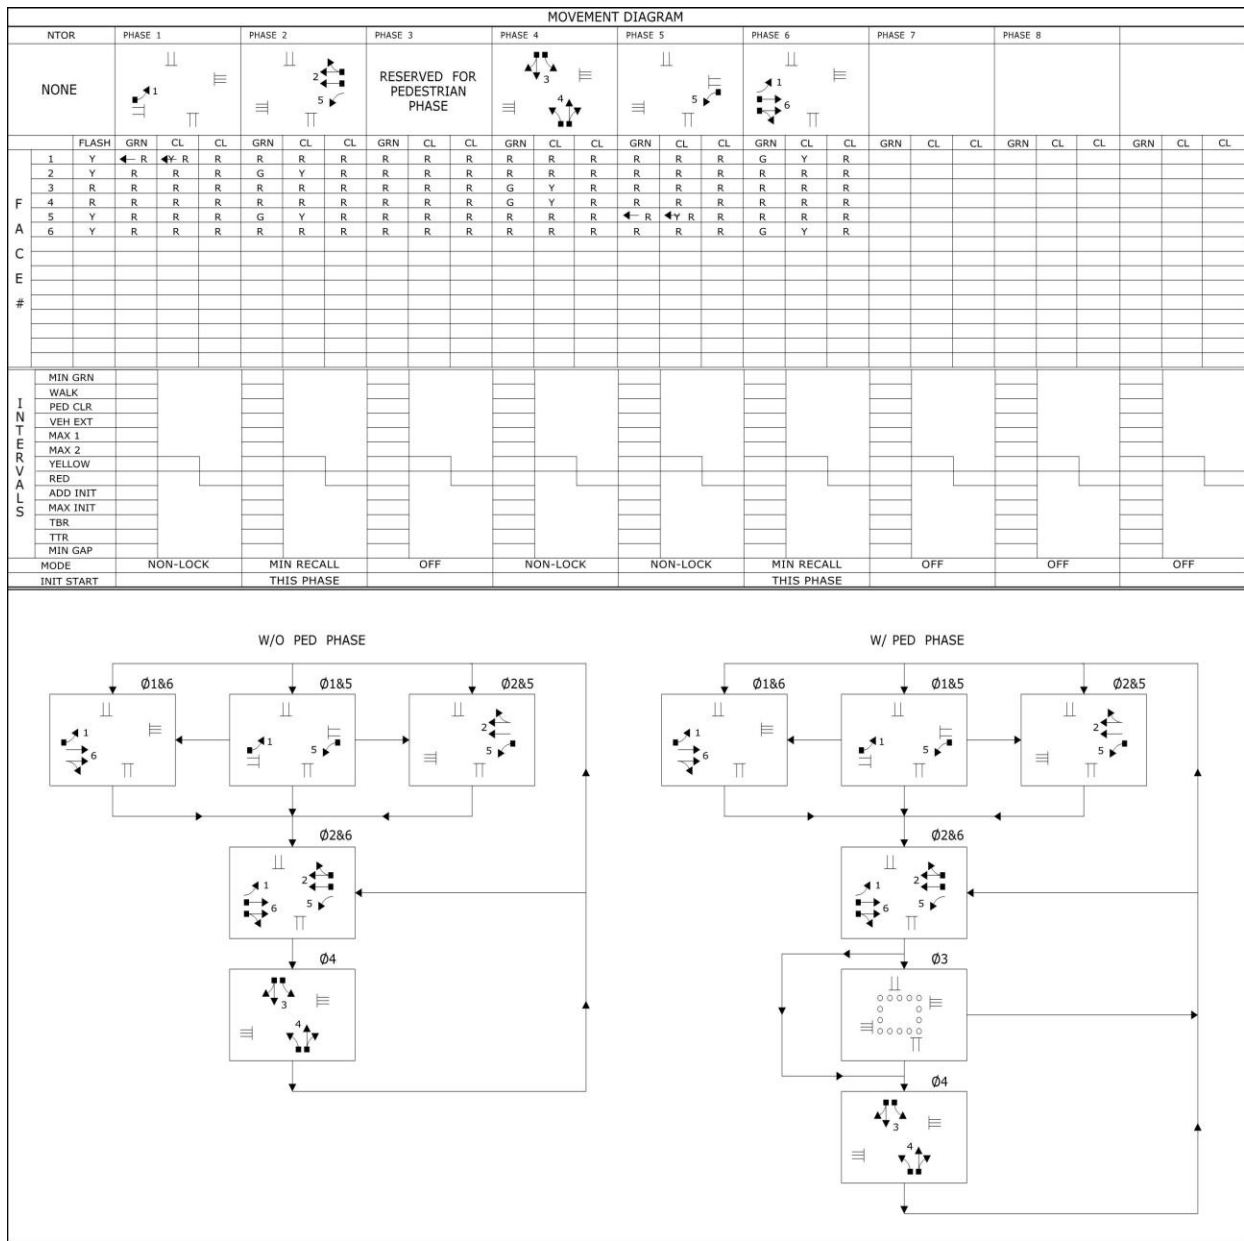 MOVEMENT DIAGRAM
NTOR PHASE 1 PHASE 2 PHASE 3 PHASE 4 PHASE 5 PHASE 6 PHASE 7 PHASE 8
NONE 1 2 5 RESERVED FOR PEDESTRIAN PHASE 3 4 5 1 6
FLASH GRN CL CL GRN CL CL GRN CL CL GRN CL CL GRN CL CL GRN CL CL GRN CL CL GRN CL CL GRN CL CL
FACE #
1 Y ← R ←Y R R R R R R R R R R R R R R G Y R
2 Y R R R G Y R R R R R R R R R R R R R
3 R R R R R R R R R R G Y R R R R R R R
4 R R R R R R R R R R G Y R R R R R R R
5 Y R R R G Y R R R R R R R ← R ←Y R R R R R
6 Y R R R R R R R R R R R R R R R G Y R
INTERVALS
MIN GRN
WALK
PED CLR
VEH EXT
MAX 1
MAX 2
YELLOW
RED
ADD INIT
MAX INIT
TBR
TTR
MIN GAP
MODE NON-LOCK MIN RECALL OFF NON-LOCK NON-LOCK MIN RECALL OFF OFF OFF
INIT START THIS PHASE THIS PHASE
W/O PED PHASE
Ø1&6 Ø1&5 Ø2&5
1 6 1 5 2 5
Ø2&6
1 2 6 5
Ø4
3 4
W/ PED PHASE
Ø1&6 Ø1&5 Ø2&5
1 6 1 5 2 5
Ø2&6
1 2 6 5
Ø3
Ø4
3 4